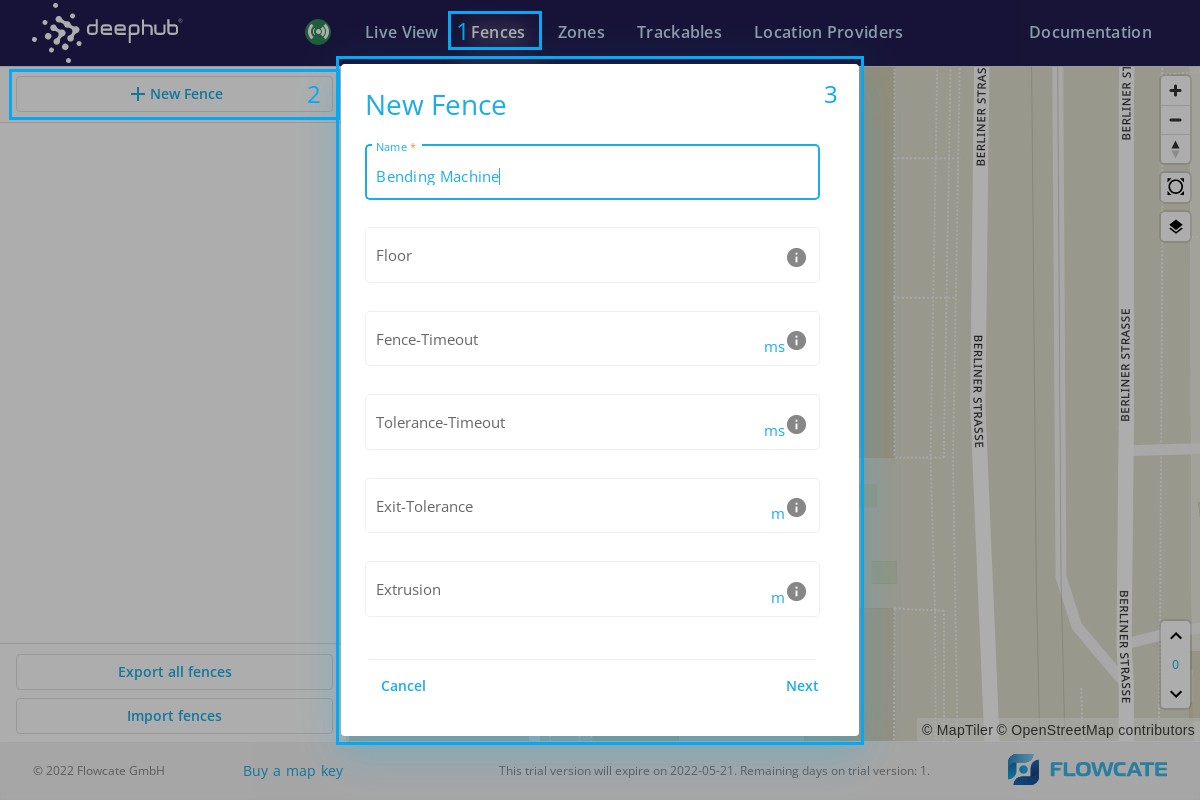 deephub
Live View
1 Fences
Zones
Trackables
Location Providers
Documentation
+ New Fence 2
New Fence
3
Name *
Bending Machine
Floor
Fence-Timeout
ms
Tolerance-Timeout
ms
Exit-Tolerance
m
Extrusion
m
Cancel
Next
Export all fences
Import fences
BERLINER STRASSE
BERLINER STRASSE
BERLINER STRASSE
BERLINER STRASSE
BERLINER ST
0
© MapTiler © OpenStreetMap contributors
© 2022 Flowcate GmbH
Buy a map key
This trial version will expire on 2022-05-21. Remaining days on trial version: 1.
FLOWCATE